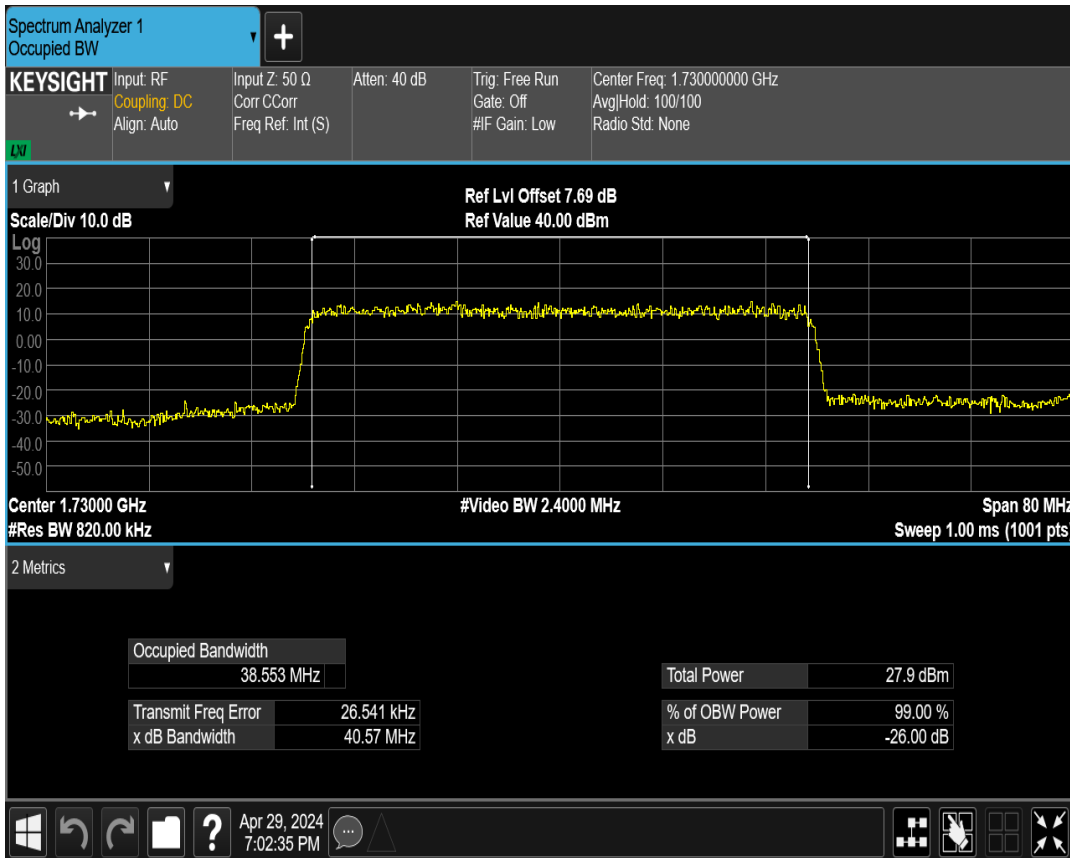 Spectrum Analyzer 1
Occupied BW
+
KEYSIGHT
LXI
Input: RF
Coupling: DC
Align: Auto
Input Z: 50 Ω
Corr CCorr
Freq Ref: Int (S)
Atten: 40 dB
Trig: Free Run
Gate: Off
#IF Gain: Low
Center Freq: 1.730000000 GHz
Avg|Hold: 100/100
Radio Std: None
1 Graph
Scale/Div 10.0 dB
Ref Lvl Offset 7.69 dB
Ref Value 40.00 dBm
Log
30.0
20.0
10.0
0.00
-10.0
-20.0
-30.0
-40.0
-50.0
Center 1.73000 GHz
#Video BW 2.4000 MHz
Span 80 MHz
#Res BW 820.00 kHz
Sweep 1.00 ms (1001 pts)
2 Metrics
Occupied Bandwidth
38.553 MHz
Total Power 27.9 dBm
Transmit Freq Error 26.541 kHz
% of OBW Power 99.00 %
x dB Bandwidth 40.57 MHz
x dB -26.00 dB
?
Apr 29, 2024
7:02:35 PM